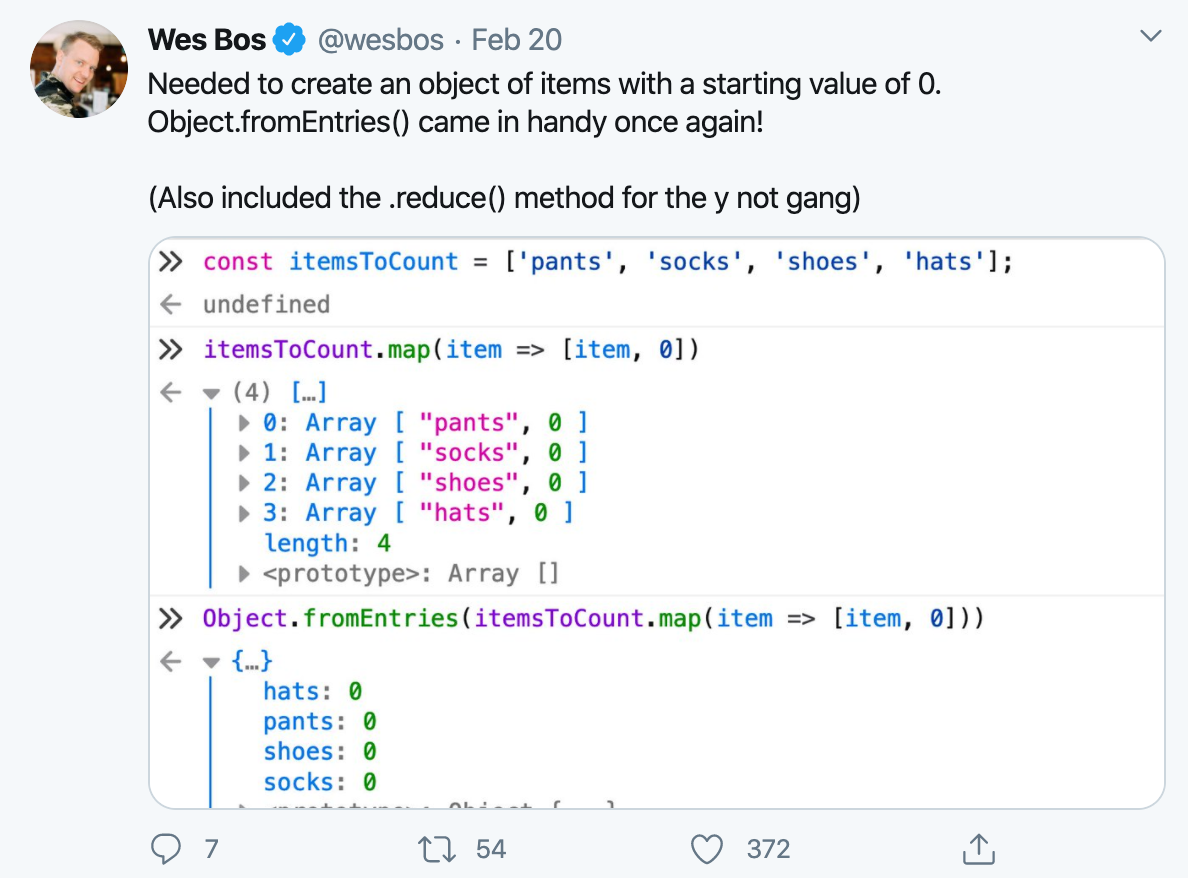 Wes Bos @wesbos · Feb 20
Needed to create an object of items with a starting value of 0.
Object.fromEntries() came in handy once again!
(Also included the .reduce() method for the y not gang)
>> const itemsToCount = ['pants', 'socks', 'shoes', 'hats'];
← undefined
>> itemsToCount.map(item => [item, 0])
← ▼ (4) […]
▶ 0: Array [ "pants", 0 ]
▶ 1: Array [ "socks", 0 ]
▶ 2: Array [ "shoes", 0 ]
▶ 3: Array [ "hats", 0 ]
length: 4
▶ <prototype>: Array []
>> Object.fromEntries(itemsToCount.map(item => [item, 0]))
← ▼ {…}
hats: 0
pants: 0
shoes: 0
socks: 0
7 54 372